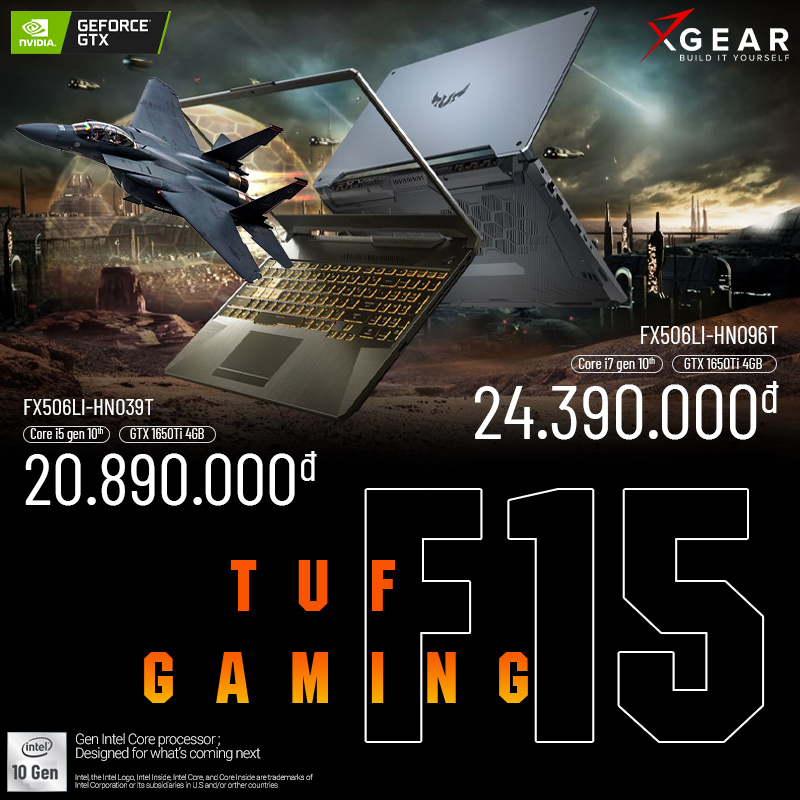 NVIDIA.
GEFORCE
GTX
XGEAR
BUILD IT YOURSELF
FX506LI-HN096T
Core i7 gen 10th GTX 1650Ti 4GB
24.390.000đ
FX506LI-HN039T
Core i5 gen 10th GTX 1650Ti 4GB
20.890.000đ
F15
TUF
GAMING
intel
10 Gen
Gen Intel Core processor ;
Designed for what's coming next
Intel, the Intel Logo, Intel Inside, Intel Core, and Core Inside are trademarks of
Intel Corporation or its subsidiaries in U.S and/or other countries